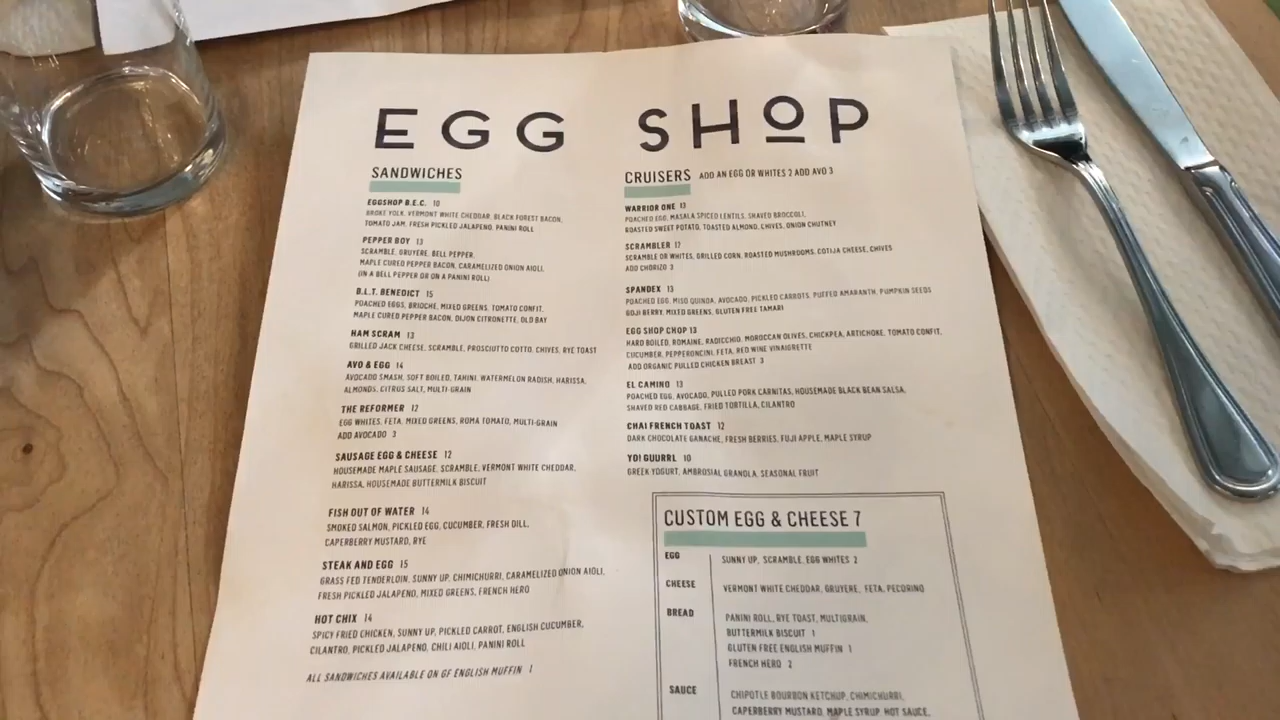 EGG SHOP
SANDWICHES
EGGSHOP B.E.C. 10
BROKE YOLK, VERMONT WHITE CHEDDAR, BLACK FOREST BACON,
TOMATO JAM, FRESH PICKLED JALAPENO, PANINI ROLL
PEPPER BOY 13
SCRAMBLE, GRUYERE, BELL PEPPER,
MAPLE CURED PEPPER BACON, CARAMELIZED ONION AIOLI,
(IN A BELL PEPPER OR ON A PANINI ROLL)
B.L.T. BENEDICT 15
POACHED EGGS, BRIOCHE, MIXED GREENS, TOMATO CONFIT,
MAPLE CURED PEPPER BACON, DIJON CITRONETTE, OLD BAY
HAM SCRAM 13
GRILLED JACK CHEESE, SCRAMBLE, PROSCIUTTO COTTO, CHIVES, RYE TOAST
AVO & EGG 14
AVOCADO SMASH, SOFT BOILED, TAHINI, WATERMELON RADISH, HARISSA,
ALMONDS, CITRUS SALT, MULTI-GRAIN
THE REFORMER 12
EGG WHITES, FETA, MIXED GREENS, ROMA TOMATO, MULTI-GRAIN
ADD AVOCADO 3
SAUSAGE EGG & CHEESE 12
HOUSEMADE MAPLE SAUSAGE, SCRAMBLE, VERMONT WHITE CHEDDAR,
HARISSA, HOUSEMADE BUTTERMILK BISCUIT
FISH OUT OF WATER 14
SMOKED SALMON, PICKLED EGG, CUCUMBER, FRESH DILL,
CAPERBERRY MUSTARD, RYE
STEAK AND EGG 15
GRASS FED TENDERLOIN, SUNNY UP, CHIMICHURRI, CARAMELIZED ONION AIOLI,
FRESH PICKLED JALAPENO, MIXED GREENS, FRENCH HERO
HOT CHIX 14
SPICY FRIED CHICKEN, SUNNY UP, PICKLED CARROT, ENGLISH CUCUMBER,
CILANTRO, PICKLED JALAPENO, CHILI AIOLI, PANINI ROLL
ALL SANDWICHES AVAILABLE ON GF ENGLISH MUFFIN 1
CRUISERS ADD AN EGG OR WHITES 2 ADD AVO 3
WARRIOR ONE 13
POACHED EGG, MASALA SPICED LENTILS, SHAVED BROCCOLI,
ROASTED SWEET POTATO, TOASTED ALMOND, CHIVES, ONION CHUTNEY
SCRAMBLER 12
SCRAMBLE OR WHITES, GRILLED CORN, ROASTED MUSHROOMS, COTIJA CHEESE, CHIVES
ADD CHORIZO 3
SPANDEX 13
POACHED EGG, MISO QUINOA, AVOCADO, PICKLED CARROTS, PUFFED AMARANTH, PUMPKIN SEEDS
GOJI BERRY, MIXED GREENS, GLUTEN FREE TAMARI
EGG SHOP CHOP 13
HARD BOILED, ROMAINE, RADICCHIO, MOROCCAN OLIVES, CHICKPEA, ARTICHOKE, TOMATO CONFIT,
CUCUMBER, PEPPERONCINI, FETA, RED WINE VINAIGRETTE
ADD ORGANIC PULLED CHICKEN BREAST 3
EL CAMINO 13
POACHED EGG, AVOCADO, PULLED PORK CARNITAS, HOUSEMADE BLACK BEAN SALSA,
SHAVED RED CABBAGE, FRIED TORTILLA, CILANTRO
CHAI FRENCH TOAST 12
DARK CHOCOLATE GANACHE, FRESH BERRIES, FUJI APPLE, MAPLE SYRUP
YO! GUURRL 10
GREEK YOGURT, AMBROSIAL GRANOLA, SEASONAL FRUIT
CUSTOM EGG & CHEESE 7
EGG SUNNY UP, SCRAMBLE, EGG WHITES 2
CHEESE VERMONT WHITE CHEDDAR, GRUYERE, FETA, PECORINO
BREAD PANINI ROLL, RYE TOAST, MULTIGRAIN,
BUTTERMILK BISCUIT 1
GLUTEN FREE ENGLISH MUFFIN 1
FRENCH HERO 2
SAUCE CHIPOTLE BOURBON KETCHUP, CHIMICHURRI,
CAPERBERRY MUSTARD, MAPLE SYRUP, HOT SAUCE,